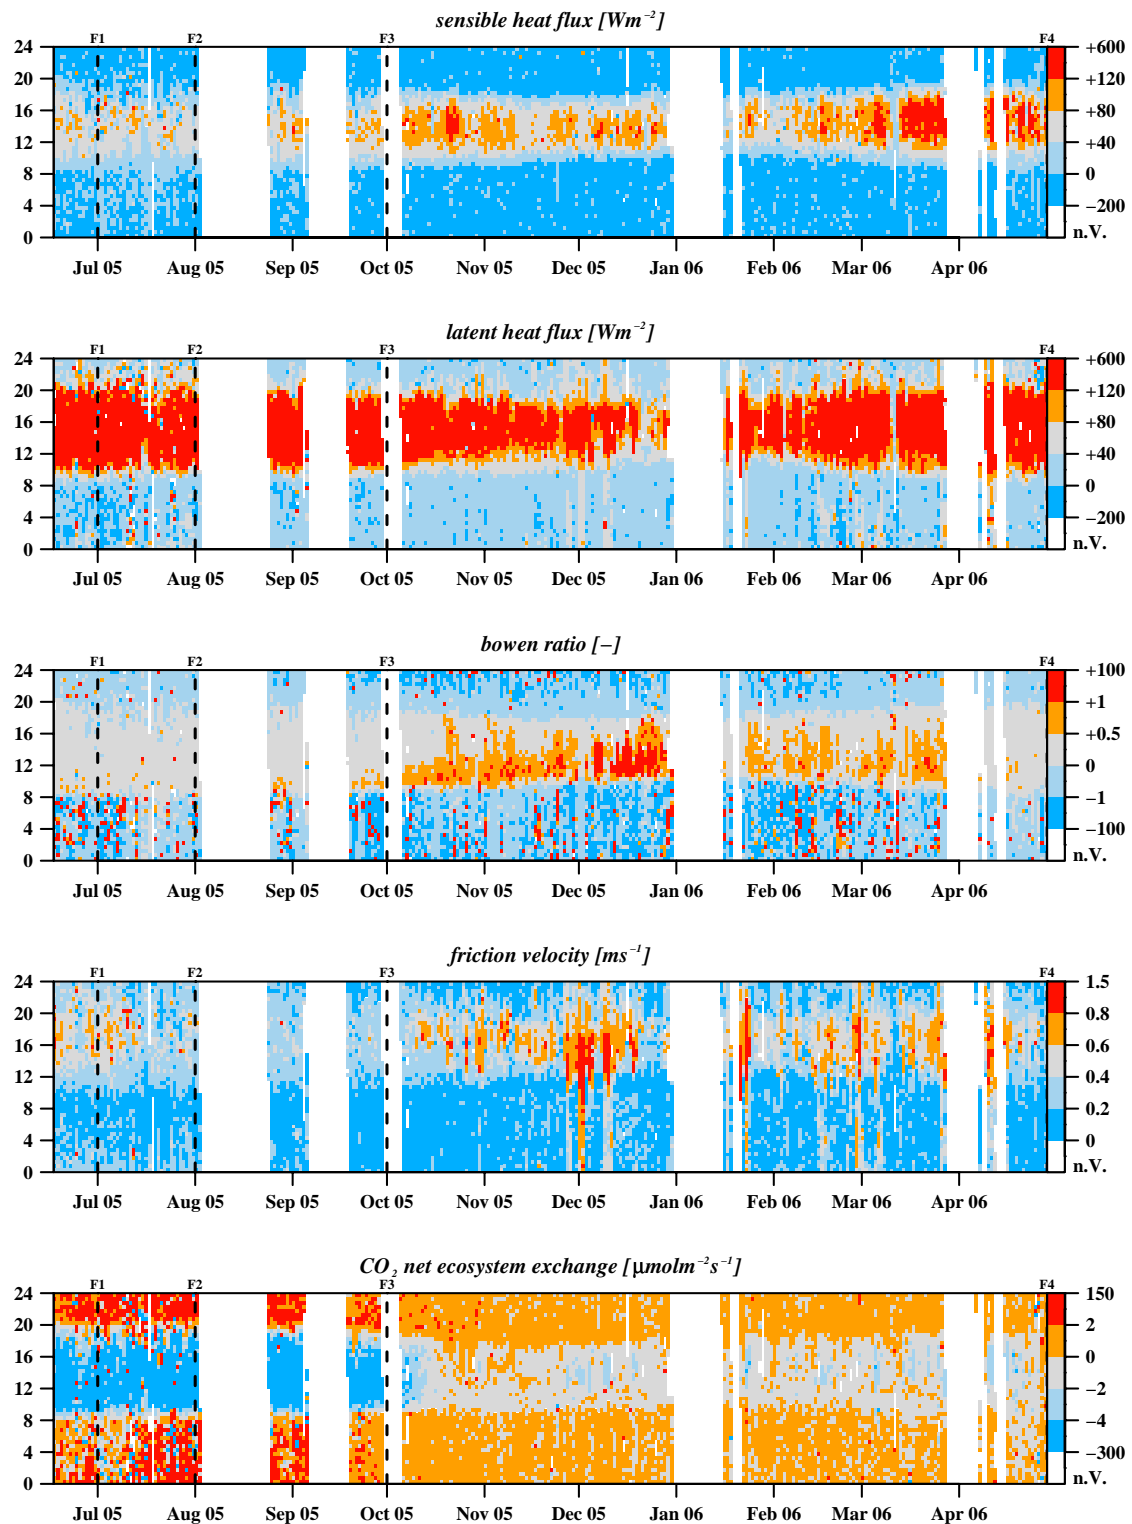 sensible heat flux [Wm⁻²]
F1 F2 F3 F4
24 20 16 12 8 4 0
+600 +120 +80 +40 0 −200 n.V.
Jul 05 Aug 05 Sep 05 Oct 05 Nov 05 Dec 05 Jan 06 Feb 06 Mar 06 Apr 06
latent heat flux [Wm⁻²]
F1 F2 F3 F4
24 20 16 12 8 4 0
+600 +120 +80 +40 0 −200 n.V.
Jul 05 Aug 05 Sep 05 Oct 05 Nov 05 Dec 05 Jan 06 Feb 06 Mar 06 Apr 06
bowen ratio [−]
F1 F2 F3 F4
24 20 16 12 8 4 0
+100 +1 +0.5 0 −1 −100 n.V.
Jul 05 Aug 05 Sep 05 Oct 05 Nov 05 Dec 05 Jan 06 Feb 06 Mar 06 Apr 06
friction velocity [ms⁻¹]
F1 F2 F3 F4
24 20 16 12 8 4 0
1.5 0.8 0.6 0.4 0.2 0 n.V.
Jul 05 Aug 05 Sep 05 Oct 05 Nov 05 Dec 05 Jan 06 Feb 06 Mar 06 Apr 06
CO₂ net ecosystem exchange [µmolm⁻²s⁻¹]
F1 F2 F3 F4
24 20 16 12 8 4 0
150 2 0 −2 −4 −300 n.V.
Jul 05 Aug 05 Sep 05 Oct 05 Nov 05 Dec 05 Jan 06 Feb 06 Mar 06 Apr 06